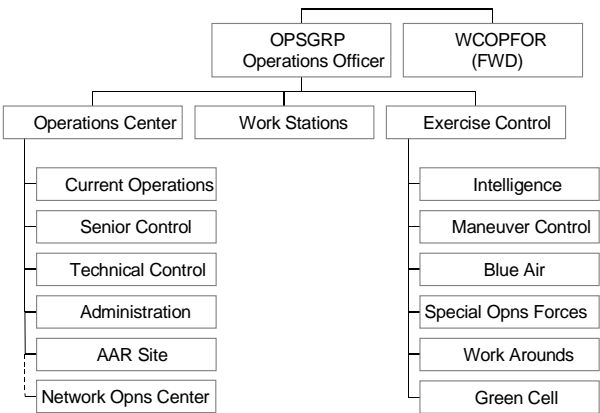 OPSGRP
Operations Officer
WCOPFOR
(FWD)
Operations Center
Work Stations
Exercise Control
Current Operations
Senior Control
Technical Control
Administration
AAR Site
Network Opns Center
Intelligence
Maneuver Control
Blue Air
Special Opns Forces
Work Arounds
Green Cell